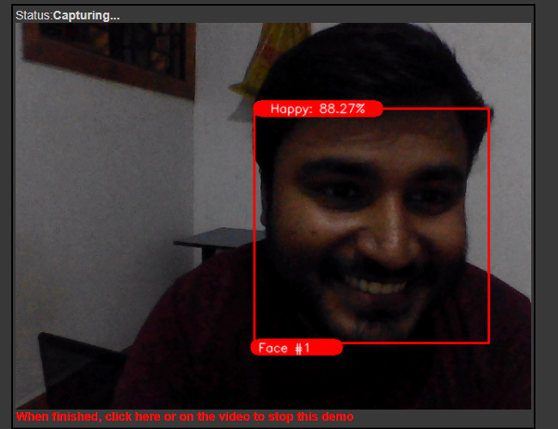 Status:Capturing...
Happy: 88.27%
Face #1
When finished, click here or on the video to stop this demo